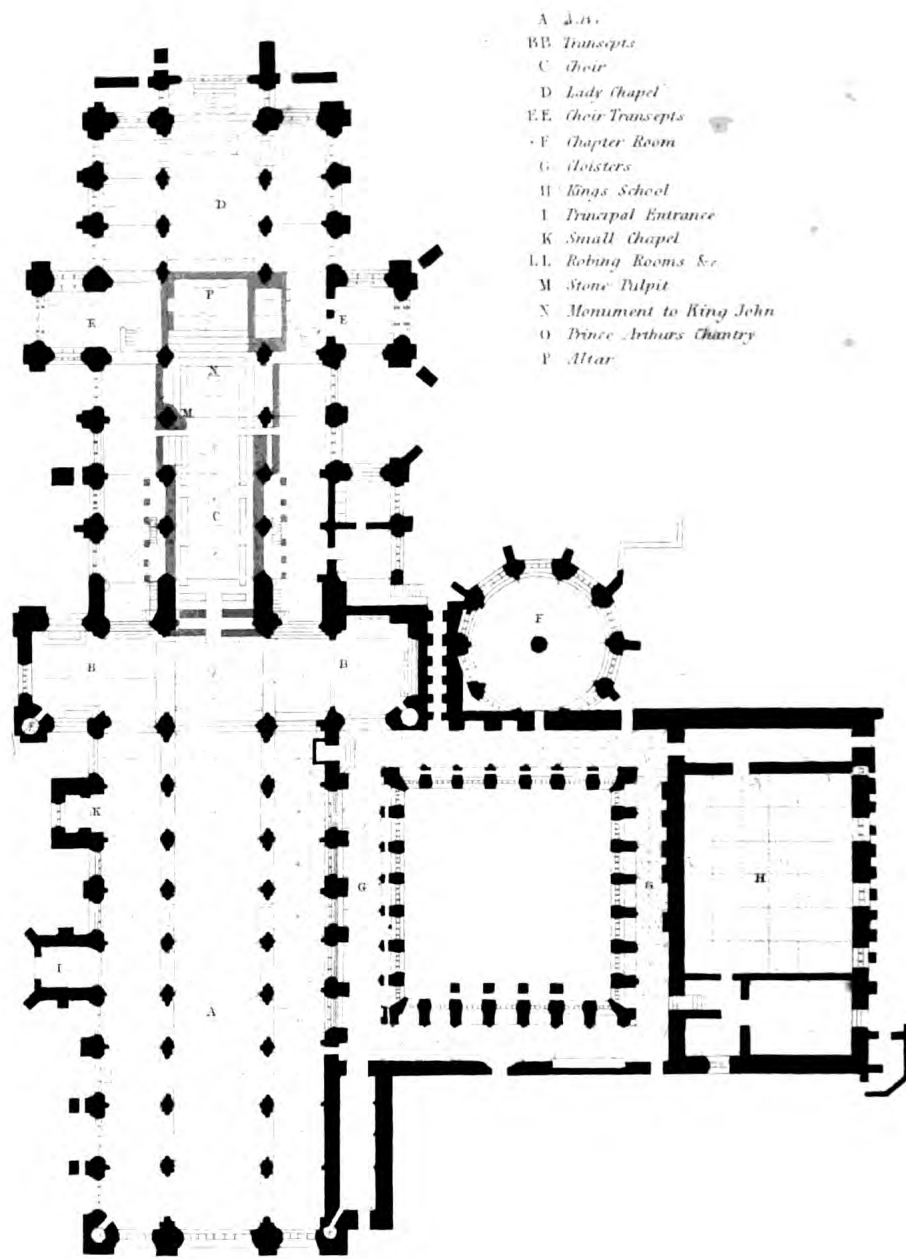 A
BB Transepts
C Choir
D Lady Chapel
EE Choir Transepts
F Chapter Room
G Cloisters
H Kings School
I Principal Entrance
K Small Chapel
LL Robing Rooms &c
M Stone Pulpit
N Monument to King John
O Prince Arthurs Chantry
P Altar
D
P
E
E
N
M
C
F
B
B
K
G
G
H
I
A